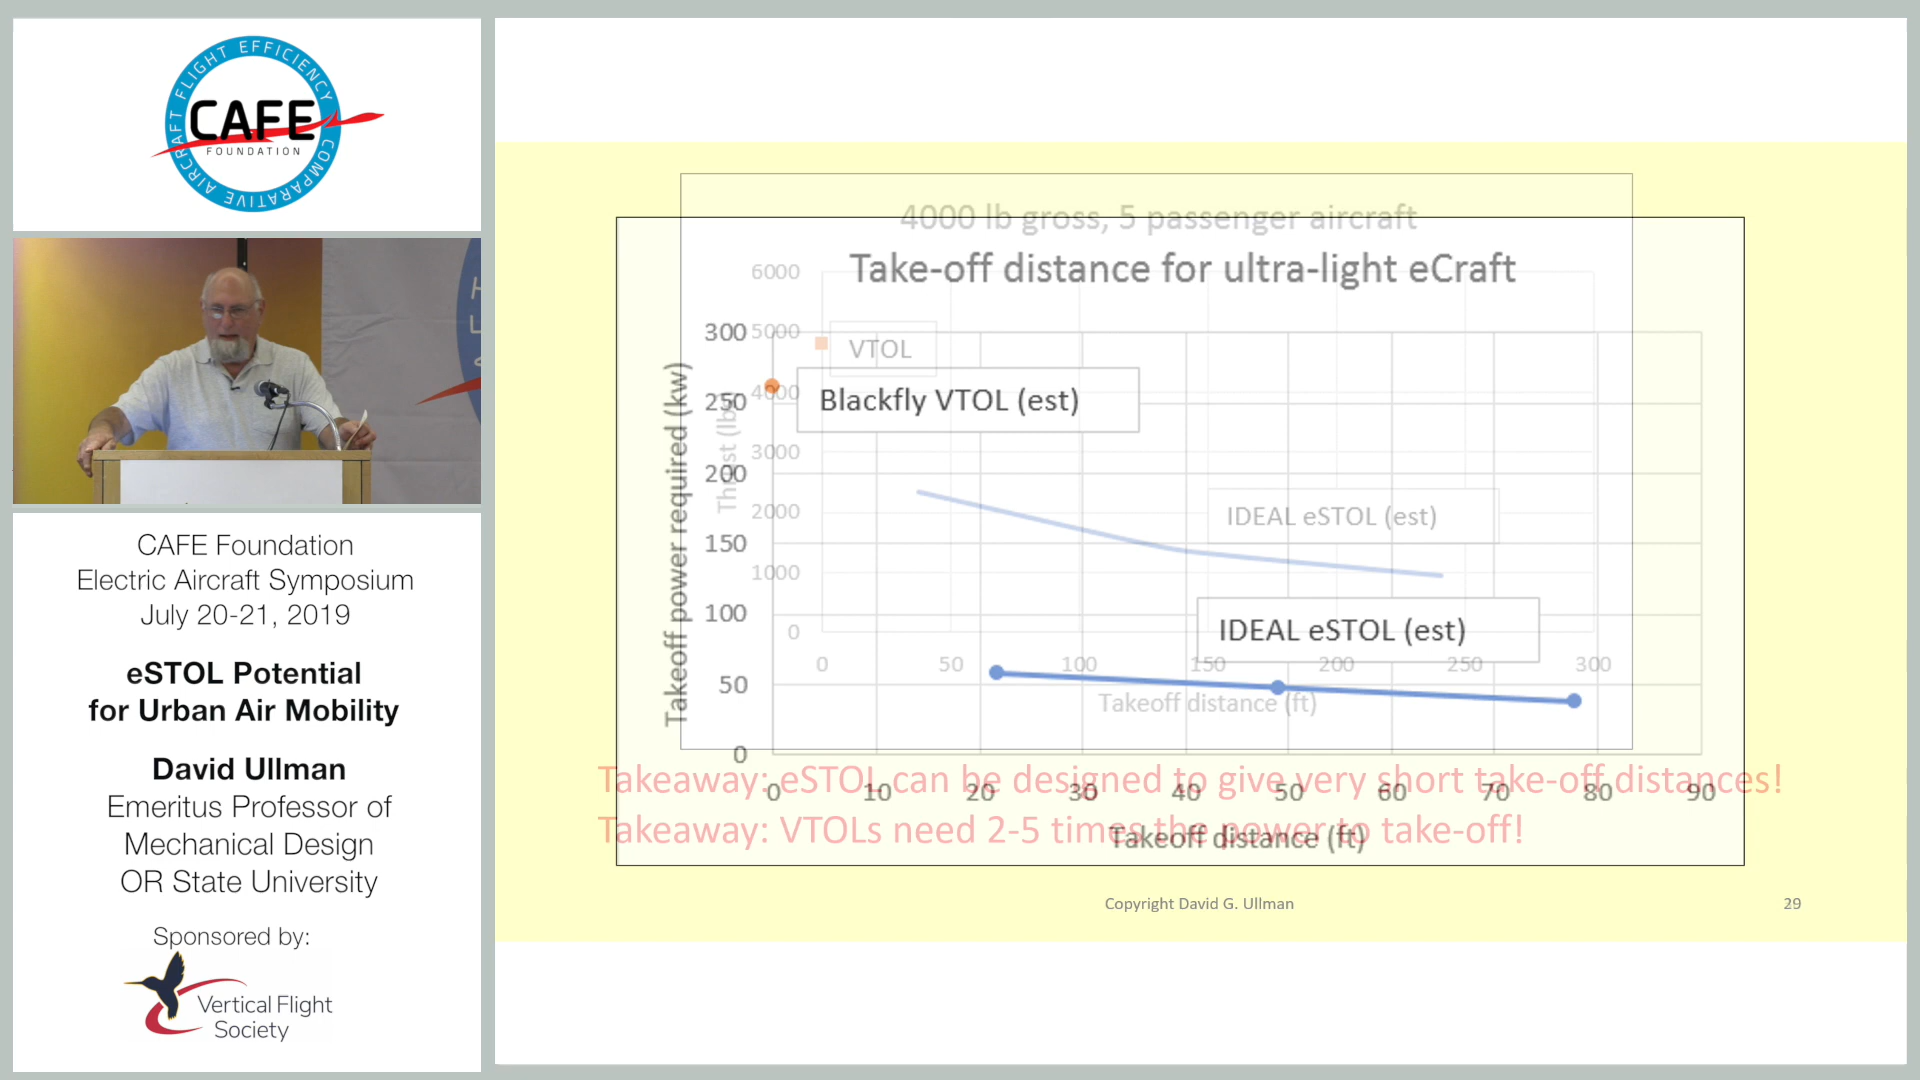 AIRCRAFT FLIGHT EFFICIENCY
CAFE
FOUNDATION
COMPARATIVE
CAFE Foundation
Electric Aircraft Symposium
July 20-21, 2019
eSTOL Potential
for Urban Air Mobility
David Ullman
Emeritus Professor of
Mechanical Design
OR State University
Sponsored by:
Vertical Flight
Society
4000 lb gross, 5 passenger aircraft
6000
5000
4000
3000
2000
1000
0
VTOL
IDEAL eSTOL (est)
0 50 100 150 200 250 300
Takeoff distance (ft)
Take-off distance for ultra-light eCraft
Takeoff power required (kw)
300
250
200
150
100
50
0
Blackfly VTOL (est)
IDEAL eSTOL (est)
0 10 20 30 40 50 60 70 80 90
Takeoff distance (ft)
Takeaway: eSTOL can be designed to give very short take-off distances!
Takeaway: VTOLs need 2-5 times the power to take-off!
Copyright David G. Ullman
29